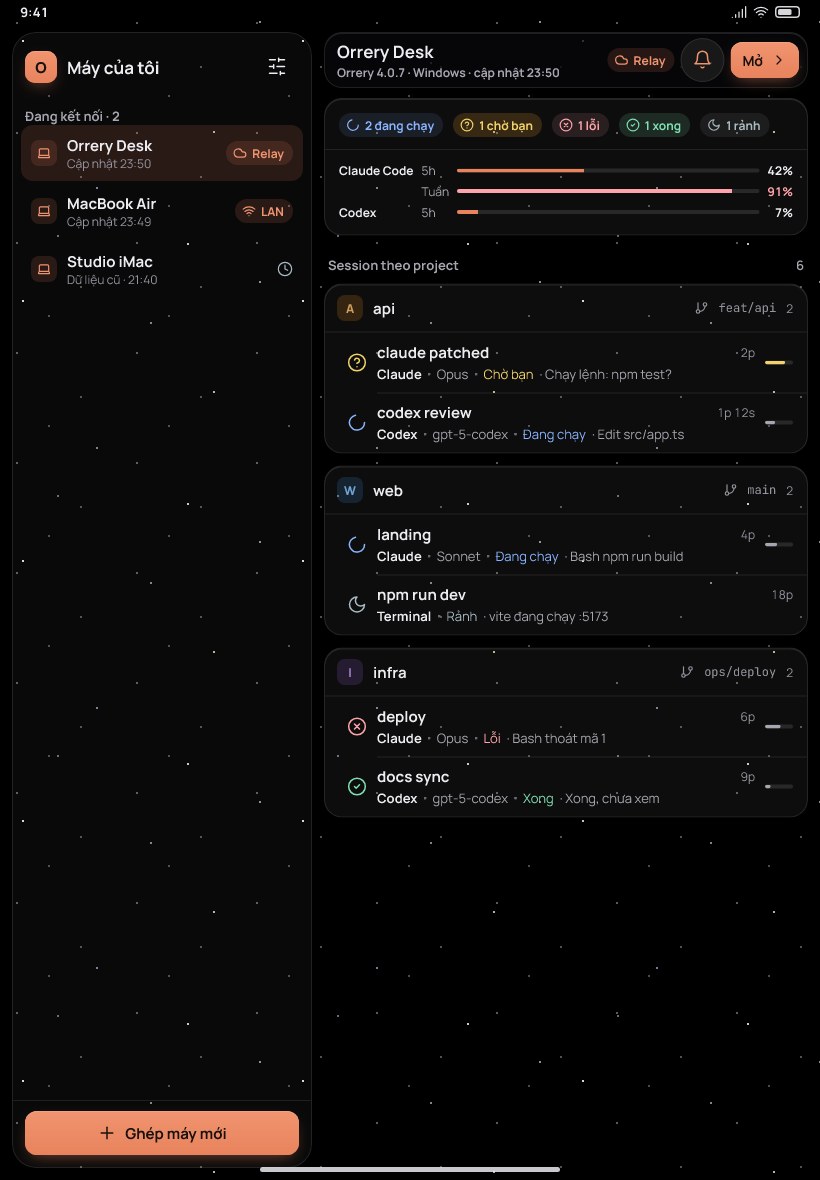 9:41
O Máy của tôi
Đang kết nối · 2
Orrery Desk
Cập nhật 23:50
Relay
MacBook Air
Cập nhật 23:49
LAN
Studio iMac
Dữ liệu cũ · 21:40
Ghép máy mới
Orrery Desk
Orrery 4.0.7 · Windows · cập nhật 23:50
Relay
Mở
2 đang chạy 1 chờ bạn 1 lỗi 1 xong 1 rảnh
Claude Code 5h 42%
Tuần 91%
Codex 5h 7%
Session theo project 6
A api feat/api 2
claude patched · 2p
Claude · Opus · Chờ bạn · Chạy lệnh: npm test?
codex review 1p 12s
Codex · gpt-5-codex · Đang chạy · Edit src/app.ts
W web main 2
landing 4p
Claude · Sonnet · Đang chạy · Bash npm run build
npm run dev 18p
Terminal · Rảnh · vite đang chạy :5173
I infra ops/deploy 2
deploy 6p
Claude · Opus · Lỗi · Bash thoát mã 1
docs sync 9p
Codex · gpt-5-codex · Xong · Xong, chưa xem